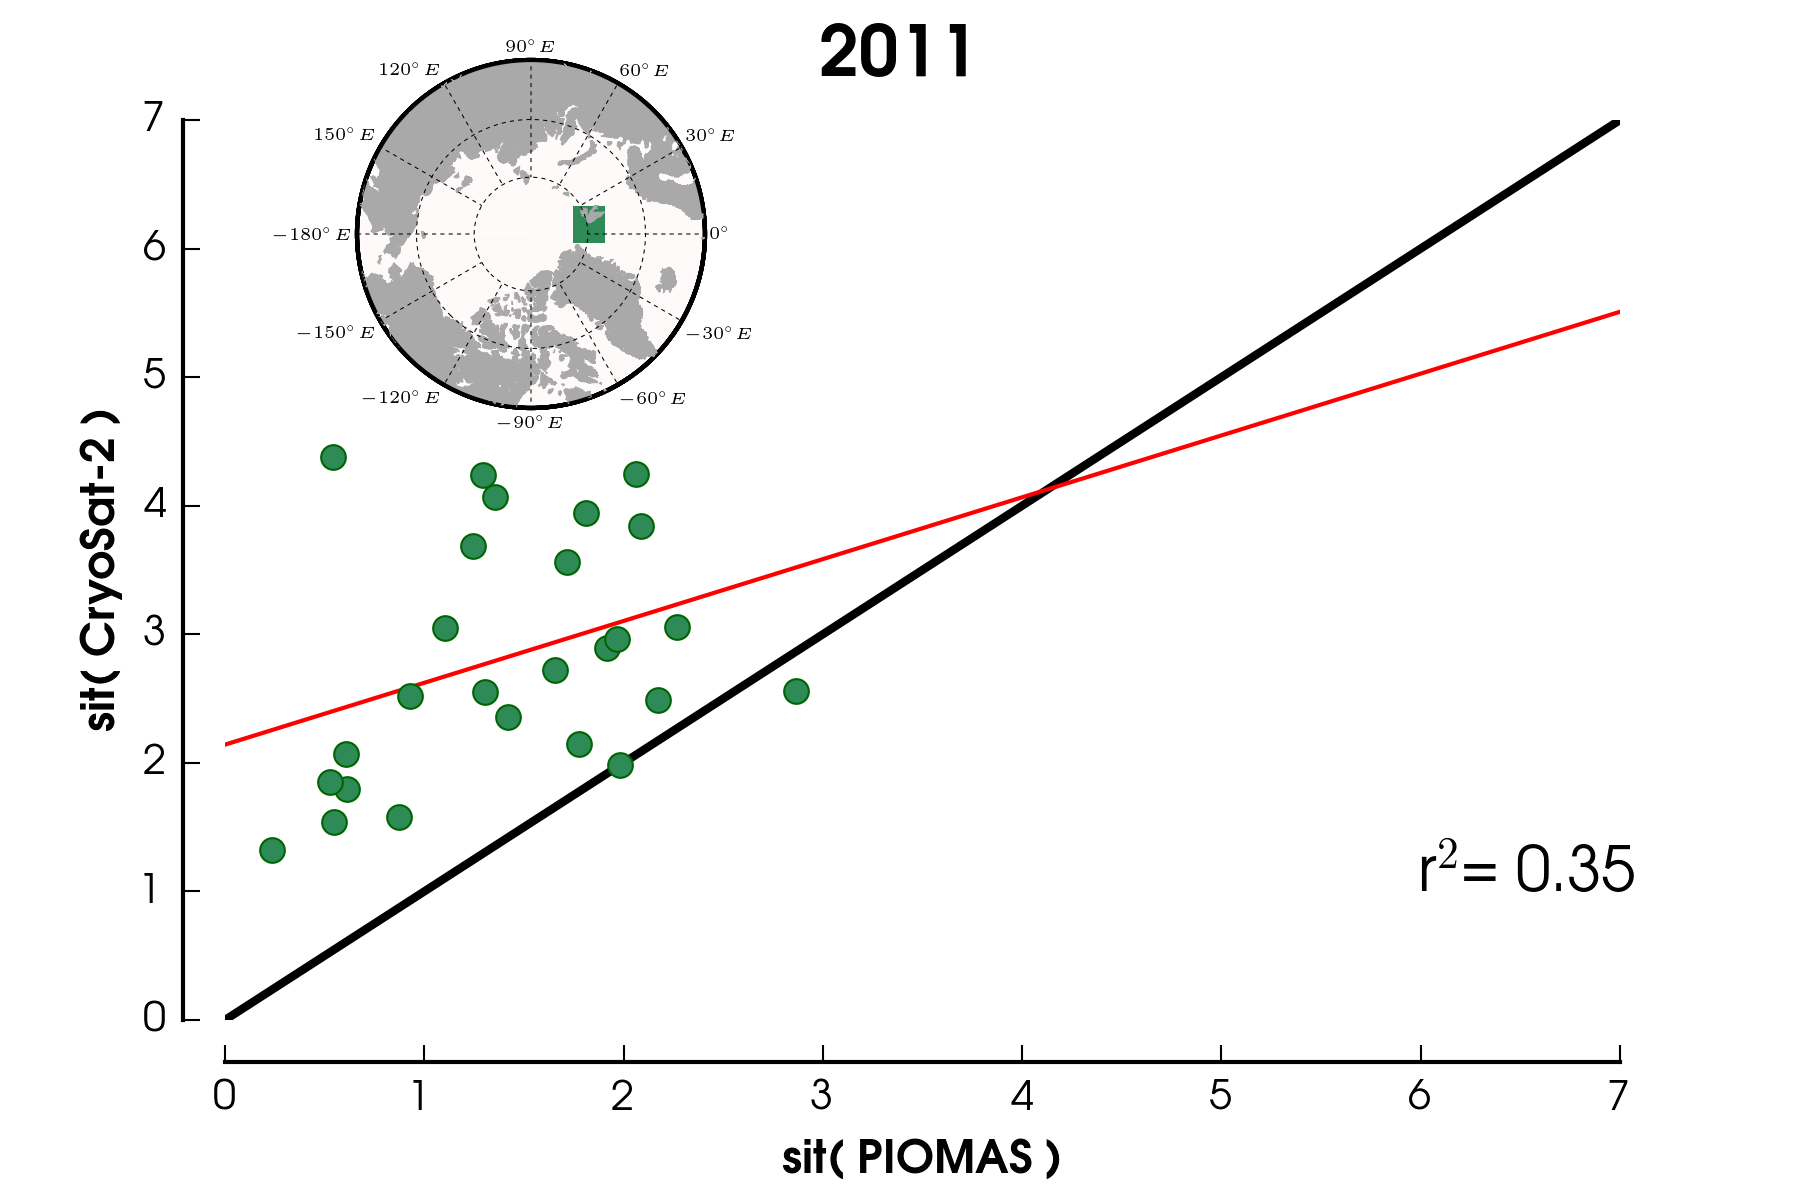 2011
90° E
120° E
60° E
150° E
30° E
−180° E
0°
−150° E
−30° E
−120° E
−60° E
−90° E
7
6
5
4
3
2
1
0
sit( CryoSat-2 )
r²= 0.35
0 1 2 3 4 5 6 7
sit( PIOMAS )